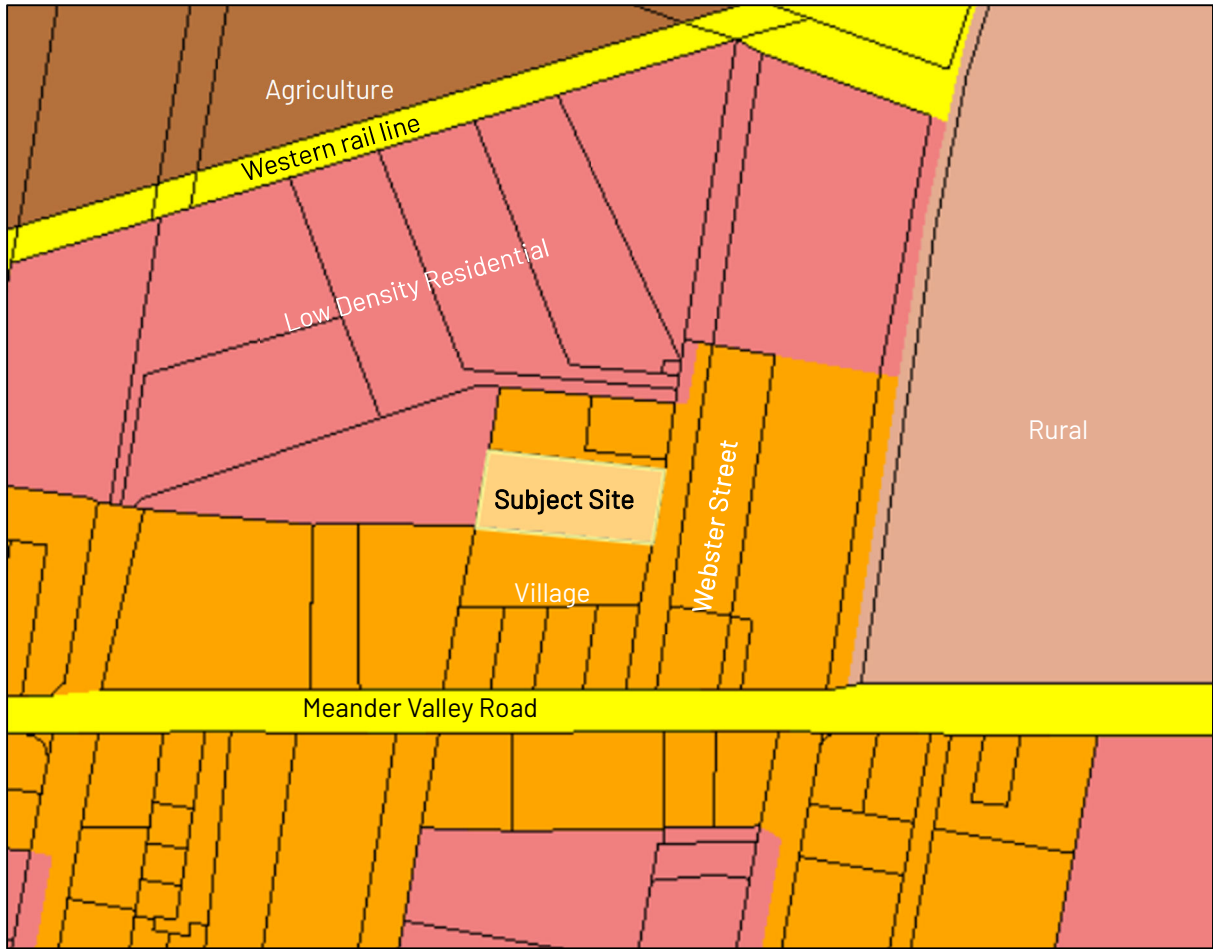 Agriculture
Western rail line
Low Density Residential
Rural
Subject Site
Webster Street
Village
Meander Valley Road